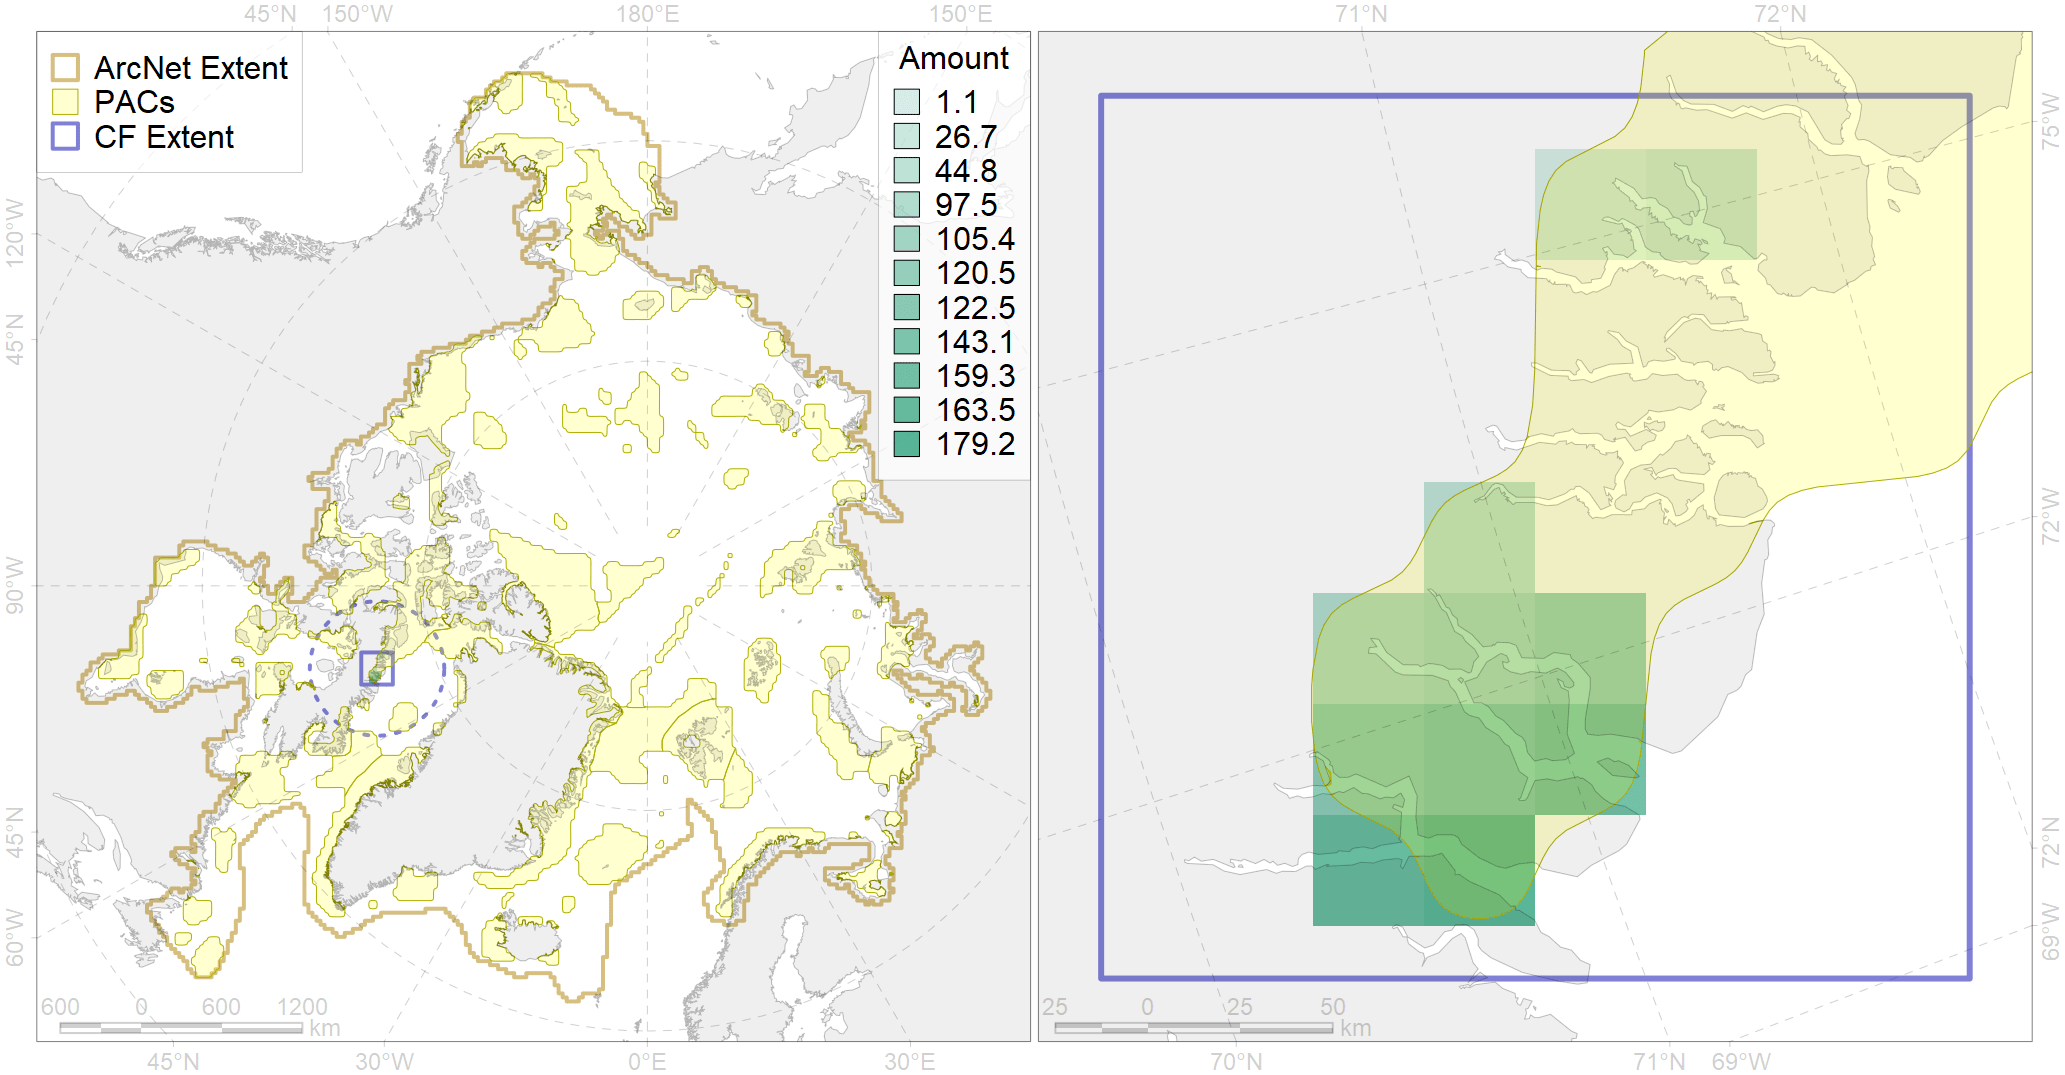 45°N 150°W 180°E 150°E 71°N 72°N
ArcNet Extent
PACs
CF Extent
Amount
1.1
26.7
44.8
97.5
105.4
120.5
122.5
143.1
159.3
163.5
179.2
120°W
45°N
90°W
45°N
60°W
75°W
72°W
72°N
69°W
600 0 600 1200
km
25 0 25 50
km
45°N 30°W 0°E 30°E 70°N 71°N 69°W